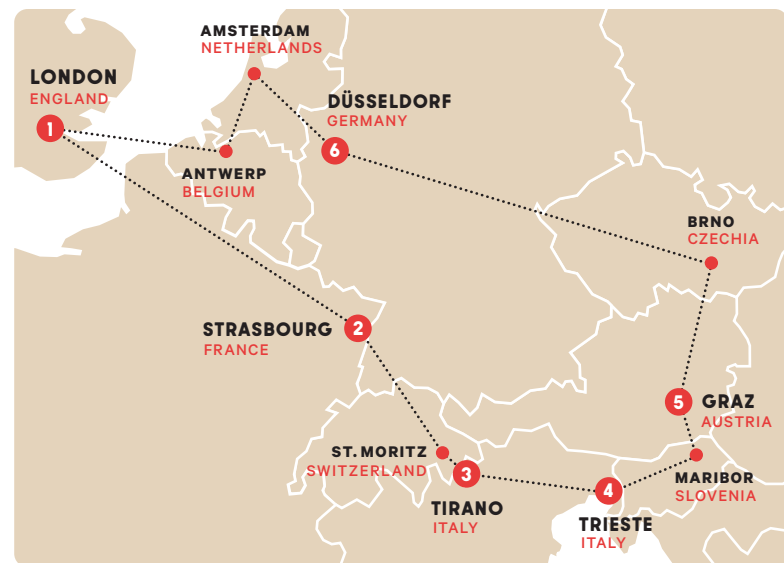 AMSTERDAM
NETHERLANDS
LONDON
ENGLAND
1
DÜSSELDORF
GERMANY
6
ANTWERP
BELGIUM
BRNO
CZECHIA
STRASBOURG
FRANCE
2
5
GRAZ
AUSTRIA
ST. MORITZ
SWITZERLAND
3
TIRANO
ITALY
4
TRIESTE
ITALY
MARIBOR
SLOVENIA